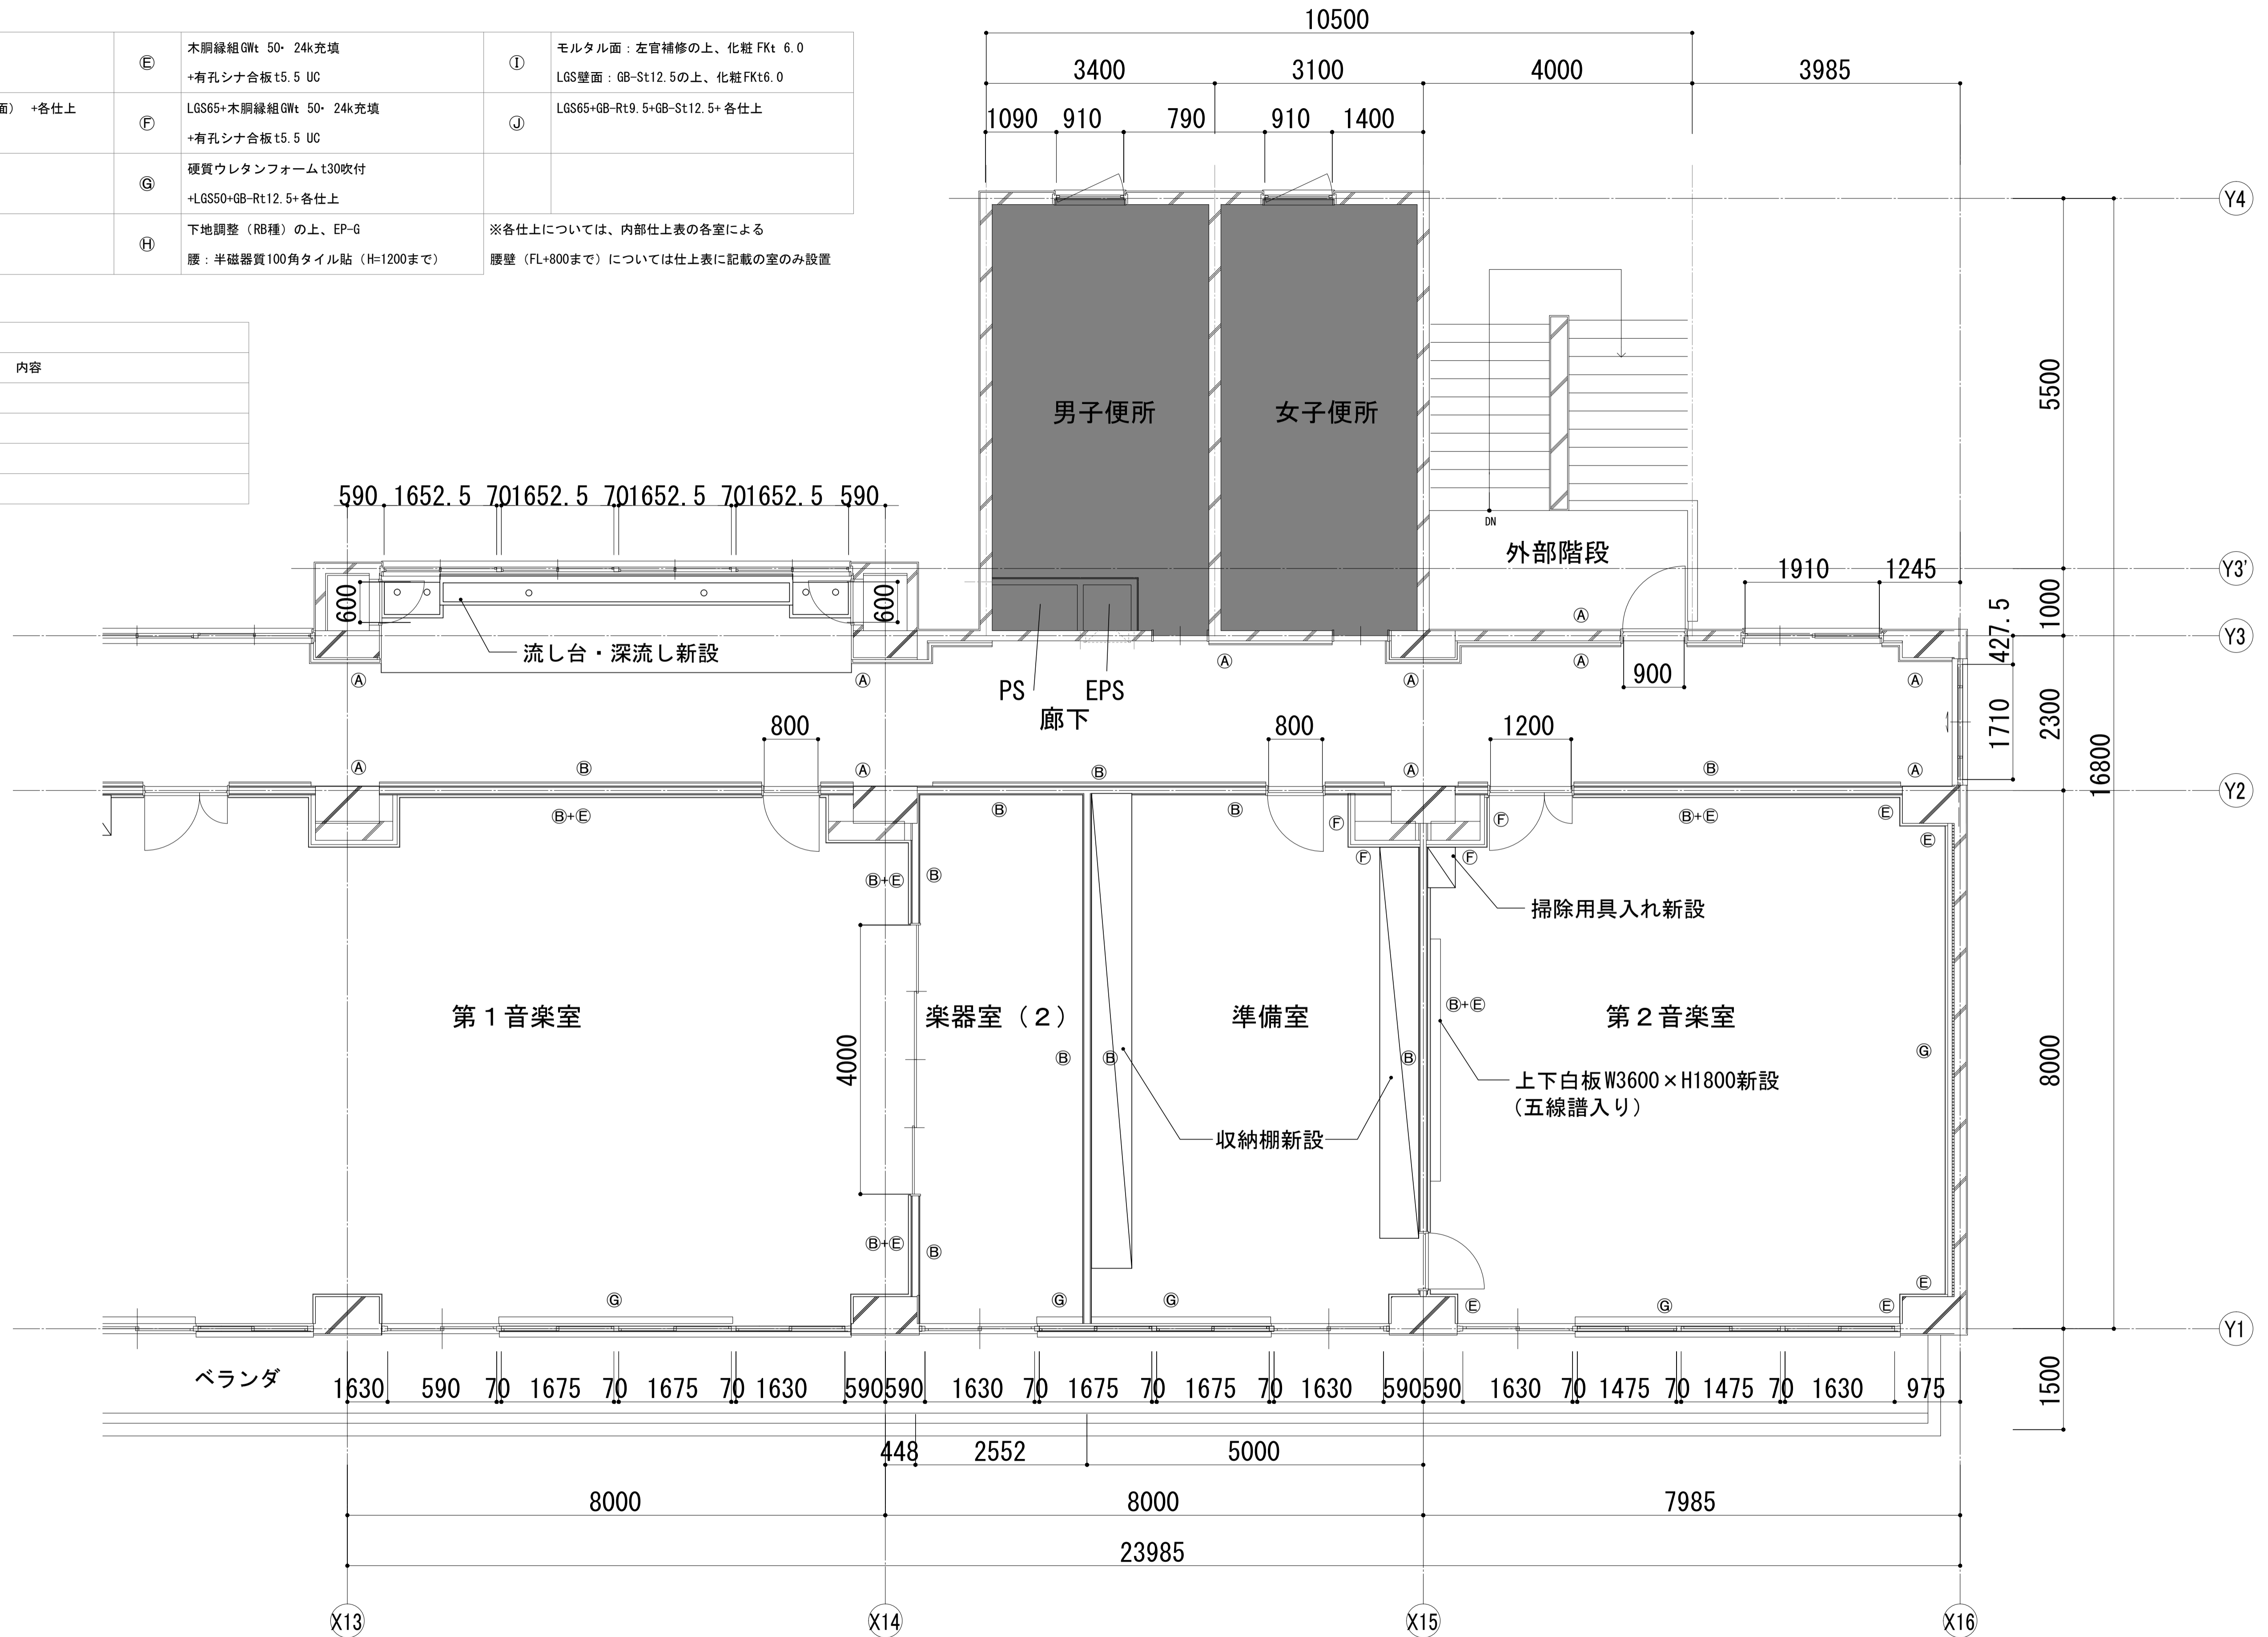 Ⓔ
木胴縁組GWt 50・ 24k充填
+有孔シナ合板t5.5 UC
Ⓘ
モルタル面：左官補修の上、化粧 FKt 6.0
LGS壁面：GB-St12.5の上、化粧FKt6.0
面） +各仕上
Ⓕ
LGS65+木胴縁組GWt 50・ 24k充填
+有孔シナ合板t5.5 UC
Ⓙ
LGS65+GB-Rt9.5+GB-St12.5+各仕上
Ⓖ
硬質ウレタンフォームt30吹付
+LGS50+GB-Rt12.5+各仕上
Ⓗ
下地調整（RB種）の上、EP-G
腰：半磁器質100角タイル貼（H=1200まで）
※各仕上については、内部仕上表の各室による
腰壁（FL+800まで）については仕上表に記載の室のみ設置
内容
10500
3400 3100 4000 3985
1090 910 790 910 1400
Y4
男子便所 女子便所
5500
DN
外部階段
590 1652.5 70 1652.5 70 1652.5 70 1652.5 590
1910 1245
Y3'
600 600
1000
流し台・深流し新設
Ⓐ
427.5
Y3
Ⓐ Ⓐ Ⓐ Ⓐ Ⓐ Ⓐ
900
PS EPS
廊下
1710
2300
16800
800 800 1200
Ⓐ Ⓑ Ⓐ Ⓑ Ⓐ Ⓑ Ⓐ
Y2
Ⓑ+Ⓔ Ⓑ Ⓑ Ⓕ Ⓕ Ⓑ+Ⓔ Ⓔ
Ⓔ
Ⓕ Ⓕ
Ⓑ+Ⓔ Ⓑ
掃除用具入れ新設
Ⓑ+Ⓔ
第１音楽室 楽器室（２） 準備室 第２音楽室
4000
Ⓑ Ⓑ Ⓑ Ⓖ
8000
上下白板W3600×H1800新設
（五線譜入り）
収納棚新設
Ⓑ+Ⓔ Ⓑ
Ⓔ
Ⓖ Ⓖ Ⓖ Ⓔ Ⓖ Ⓔ
Y1
ベランダ
1630 590 70 1675 70 1675 70 1630 590 590 1630 70 1675 70 1675 70 1630 590 590 1630 70 1475 70 1475 70 1630 975
1500
448 2552 5000
8000 8000 7985
23985
X13 X14 X15 X16